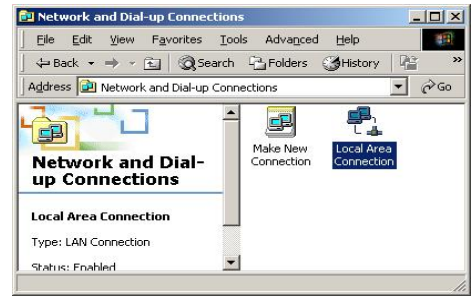 Network and Dial-up Connections
File Edit View Favorites Tools Advanced Help
Back Search Folders History »
Address Network and Dial-up Connections Go
Network and Dial-
up Connections
Local Area Connection
Type: LAN Connection
Status: Enabled
Make New
Connection
Local Area
Connection